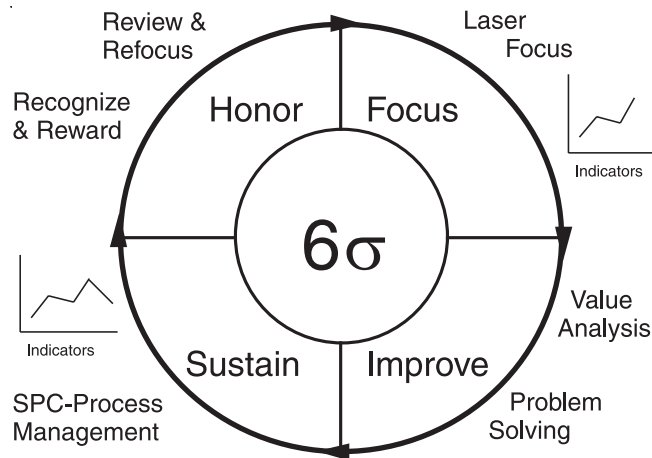 Review &
Refocus
Laser
Focus
Recognize
& Reward
Honor
Focus
Indicators
6σ
Indicators
Value
Analysis
Sustain
Improve
SPC-Process
Management
Problem
Solving